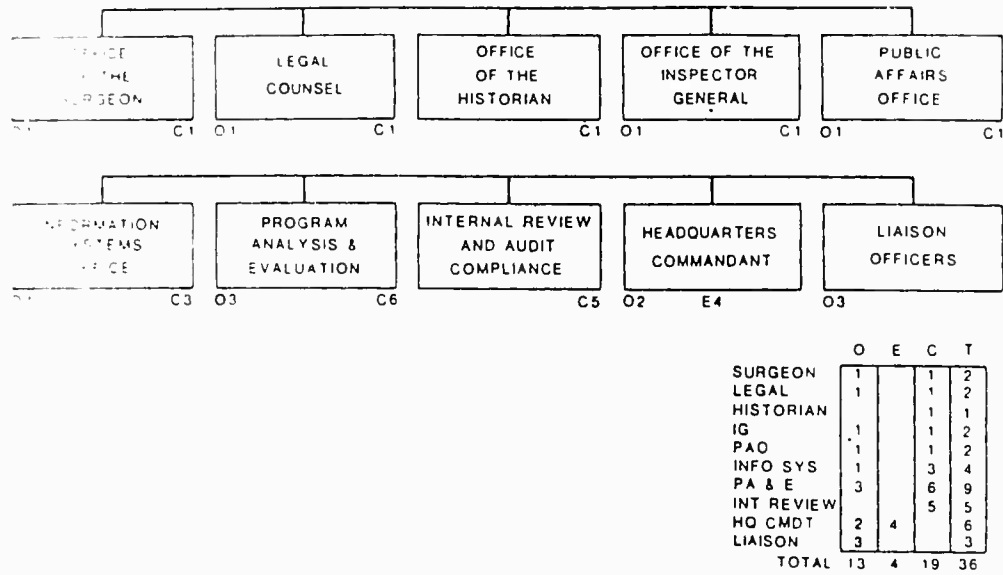 THE
LEGAL
COUNSEL
OFFICE
OF THE
HISTORIAN
OFFICE OF THE
INSPECTOR
GENERAL
PUBLIC
AFFAIRS
OFFICE
C1 O1 C1 C1 O1 C1 O1 C1
PROGRAM
ANALYSIS &
EVALUATION
INTERNAL REVIEW
AND AUDIT
COMPLIANCE
HEADQUARTERS
COMMANDANT
LIAISON
OFFICERS
C3 O3 C6 C5 O2 E4 O3
O E C T
SURGEON 1 1 2
LEGAL 1 1 2
HISTORIAN 1 1
IG 1 1 2
PAO 1 1 2
INFO SYS 1 3 4
PA & E 3 6 9
INT REVIEW 5 5
HQ CMDT 2 4 6
LIAISON 3 3
TOTAL 13 4 19 36